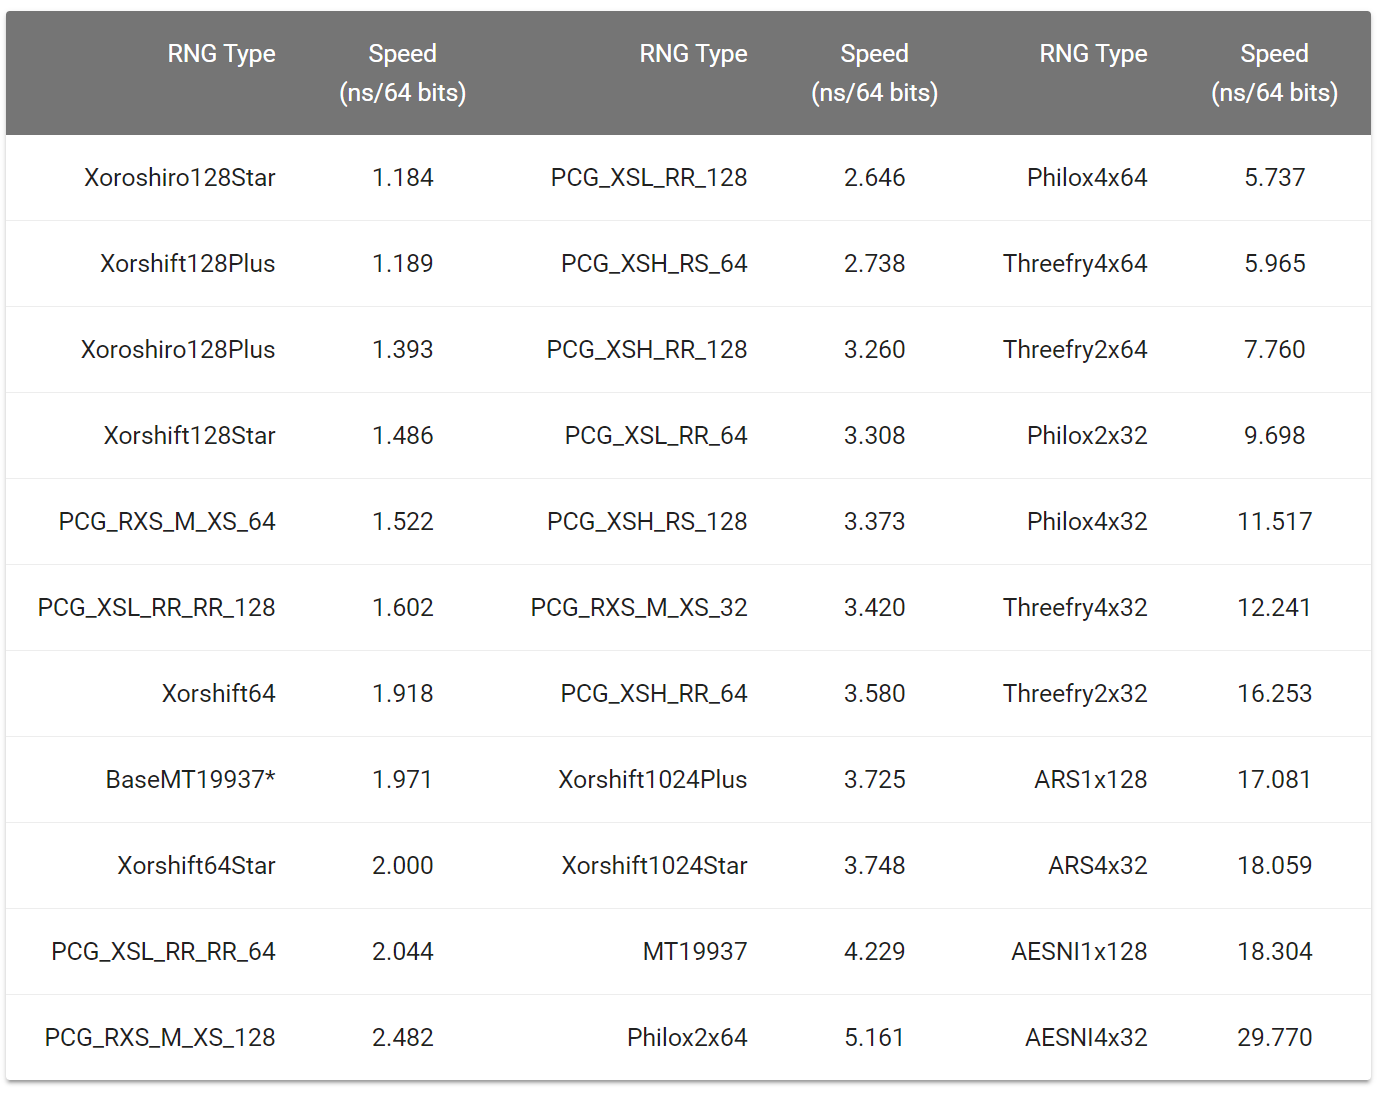 RNG Type Speed (ns/64 bits) RNG Type Speed (ns/64 bits) RNG Type Speed (ns/64 bits)
Xoroshiro128Star 1.184 PCG_XSL_RR_128 2.646 Philox4x64 5.737
Xorshift128Plus 1.189 PCG_XSH_RS_64 2.738 Threefry4x64 5.965
Xoroshiro128Plus 1.393 PCG_XSH_RR_128 3.260 Threefry2x64 7.760
Xorshift128Star 1.486 PCG_XSL_RR_64 3.308 Philox2x32 9.698
PCG_RXS_M_XS_64 1.522 PCG_XSH_RS_128 3.373 Philox4x32 11.517
PCG_XSL_RR_RR_128 1.602 PCG_RXS_M_XS_32 3.420 Threefry4x32 12.241
Xorshift64 1.918 PCG_XSH_RR_64 3.580 Threefry2x32 16.253
BaseMT19937* 1.971 Xorshift1024Plus 3.725 ARS1x128 17.081
Xorshift64Star 2.000 Xorshift1024Star 3.748 ARS4x32 18.059
PCG_XSL_RR_RR_64 2.044 MT19937 4.229 AESNI1x128 18.304
PCG_RXS_M_XS_128 2.482 Philox2x64 5.161 AESNI4x32 29.770